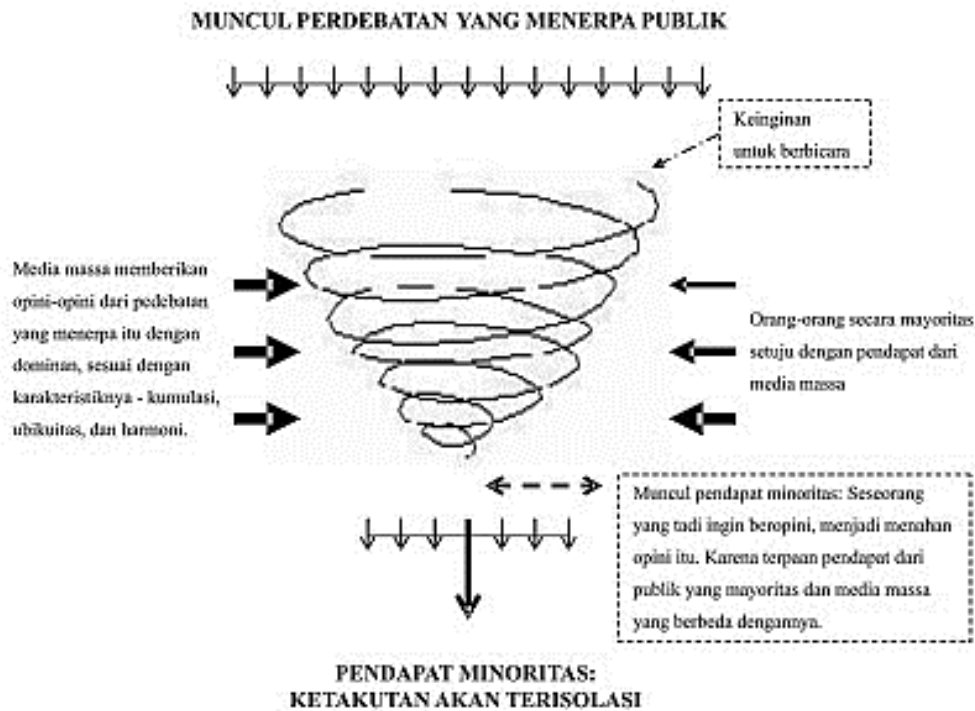 MUNCUL PERDEBATAN YANG MENERPA PUBLIK
Keinginan
untuk berbicara
Media massa memberikan
opini-opini dari pedebatan
yang menerpa itu dengan
dominan, sesuai dengan
karakteristiknya - kumulasi,
ubikuitas, dan harmoni.
Orang-orang secara mayoritas
setuju dengan pendapat dari
media massa
Muncul pendapat minoritas: Seseorang
yang tadi ingin beropini, menjadi menahan
opini itu. Karena terpaan pendapat dari
publik yang mayoritas dan media massa
yang berbeda dengannya.
PENDAPAT MINORITAS:
KETAKUTAN AKAN TERISOLASI